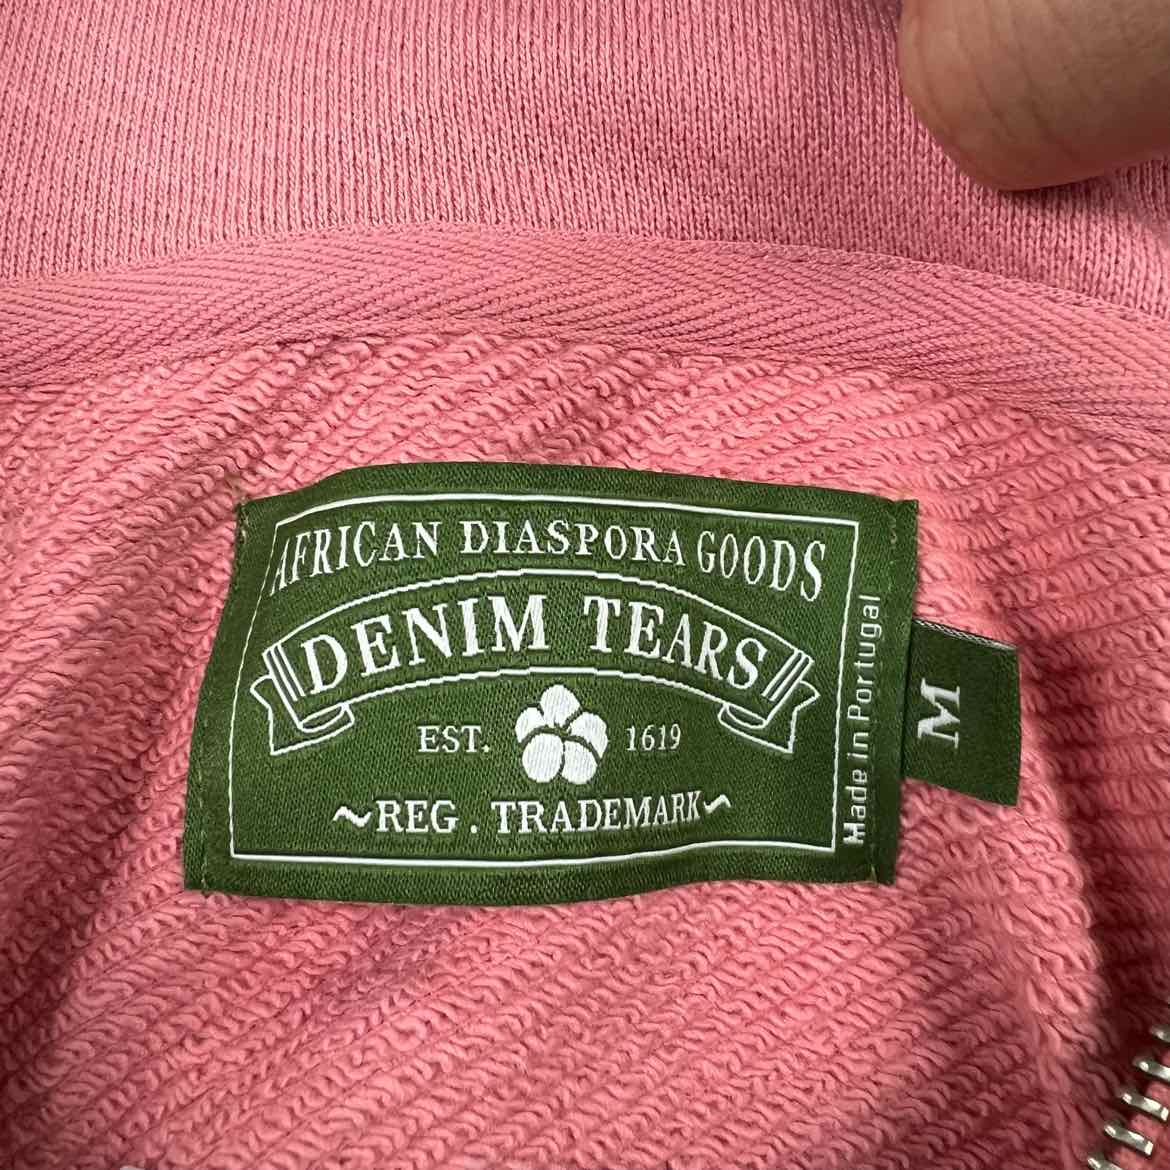 AFRICAN DIASPORA GOODS
DENIM TEARS
EST. 1619
~REG . TRADEMARK~
Made in Portugal
M